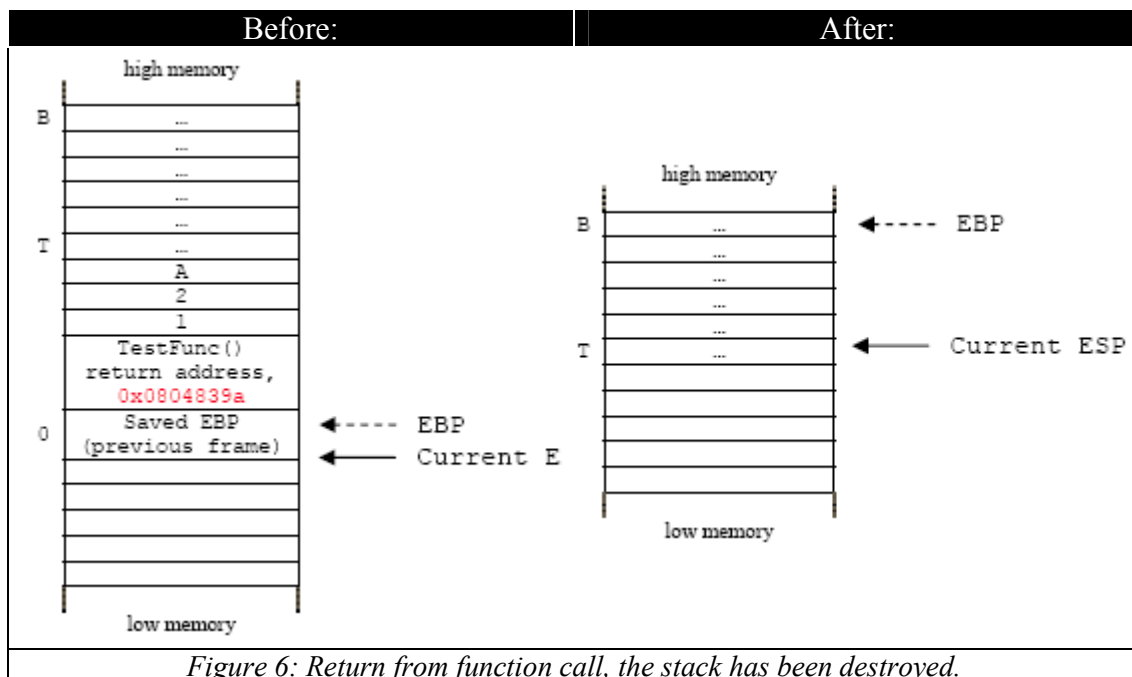 Before:
After:
high memory
B
...
...
...
...
...
T
...
A
2
1
TestFunc()
return address,
0x0804839a
0
Saved EBP
(previous frame)
EBP
Current E
low memory
high memory
B
...
EBP
...
...
...
...
T
...
Current ESP
low memory
Figure 6: Return from function call, the stack has been destroyed.